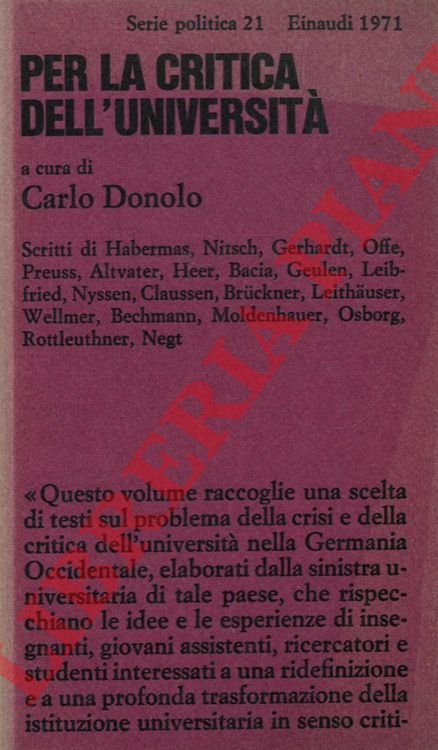 Serie politica 21 Einaudi 1971
PER LA CRITICA
DELL'UNIVERSITÀ
a cura di
Carlo Donolo
Scritti di Habermas, Nitsch, Gerhardt, Offe,
Preuss, Altvater, Heer, Bacia, Geulen, Leib-
fried, Nyssen, Claussen, Brückner, Leithäuser,
Wellmer, Bechmann, Moldenhauer, Osborg,
Rottleuthner, Negt
«Questo volume raccoglie una scelta
di testi sul problema della crisi e della
critica dell'università nella Germania
Occidentale, elaborati dalla sinistra u-
niversitaria di tale paese, che rispec-
chiano le idee e le esperienze di inse-
gnanti, giovani assistenti, ricercatori e
studenti interessati a una ridefinizione
e a una profonda trasformazione della
istituzione universitaria in senso criti-